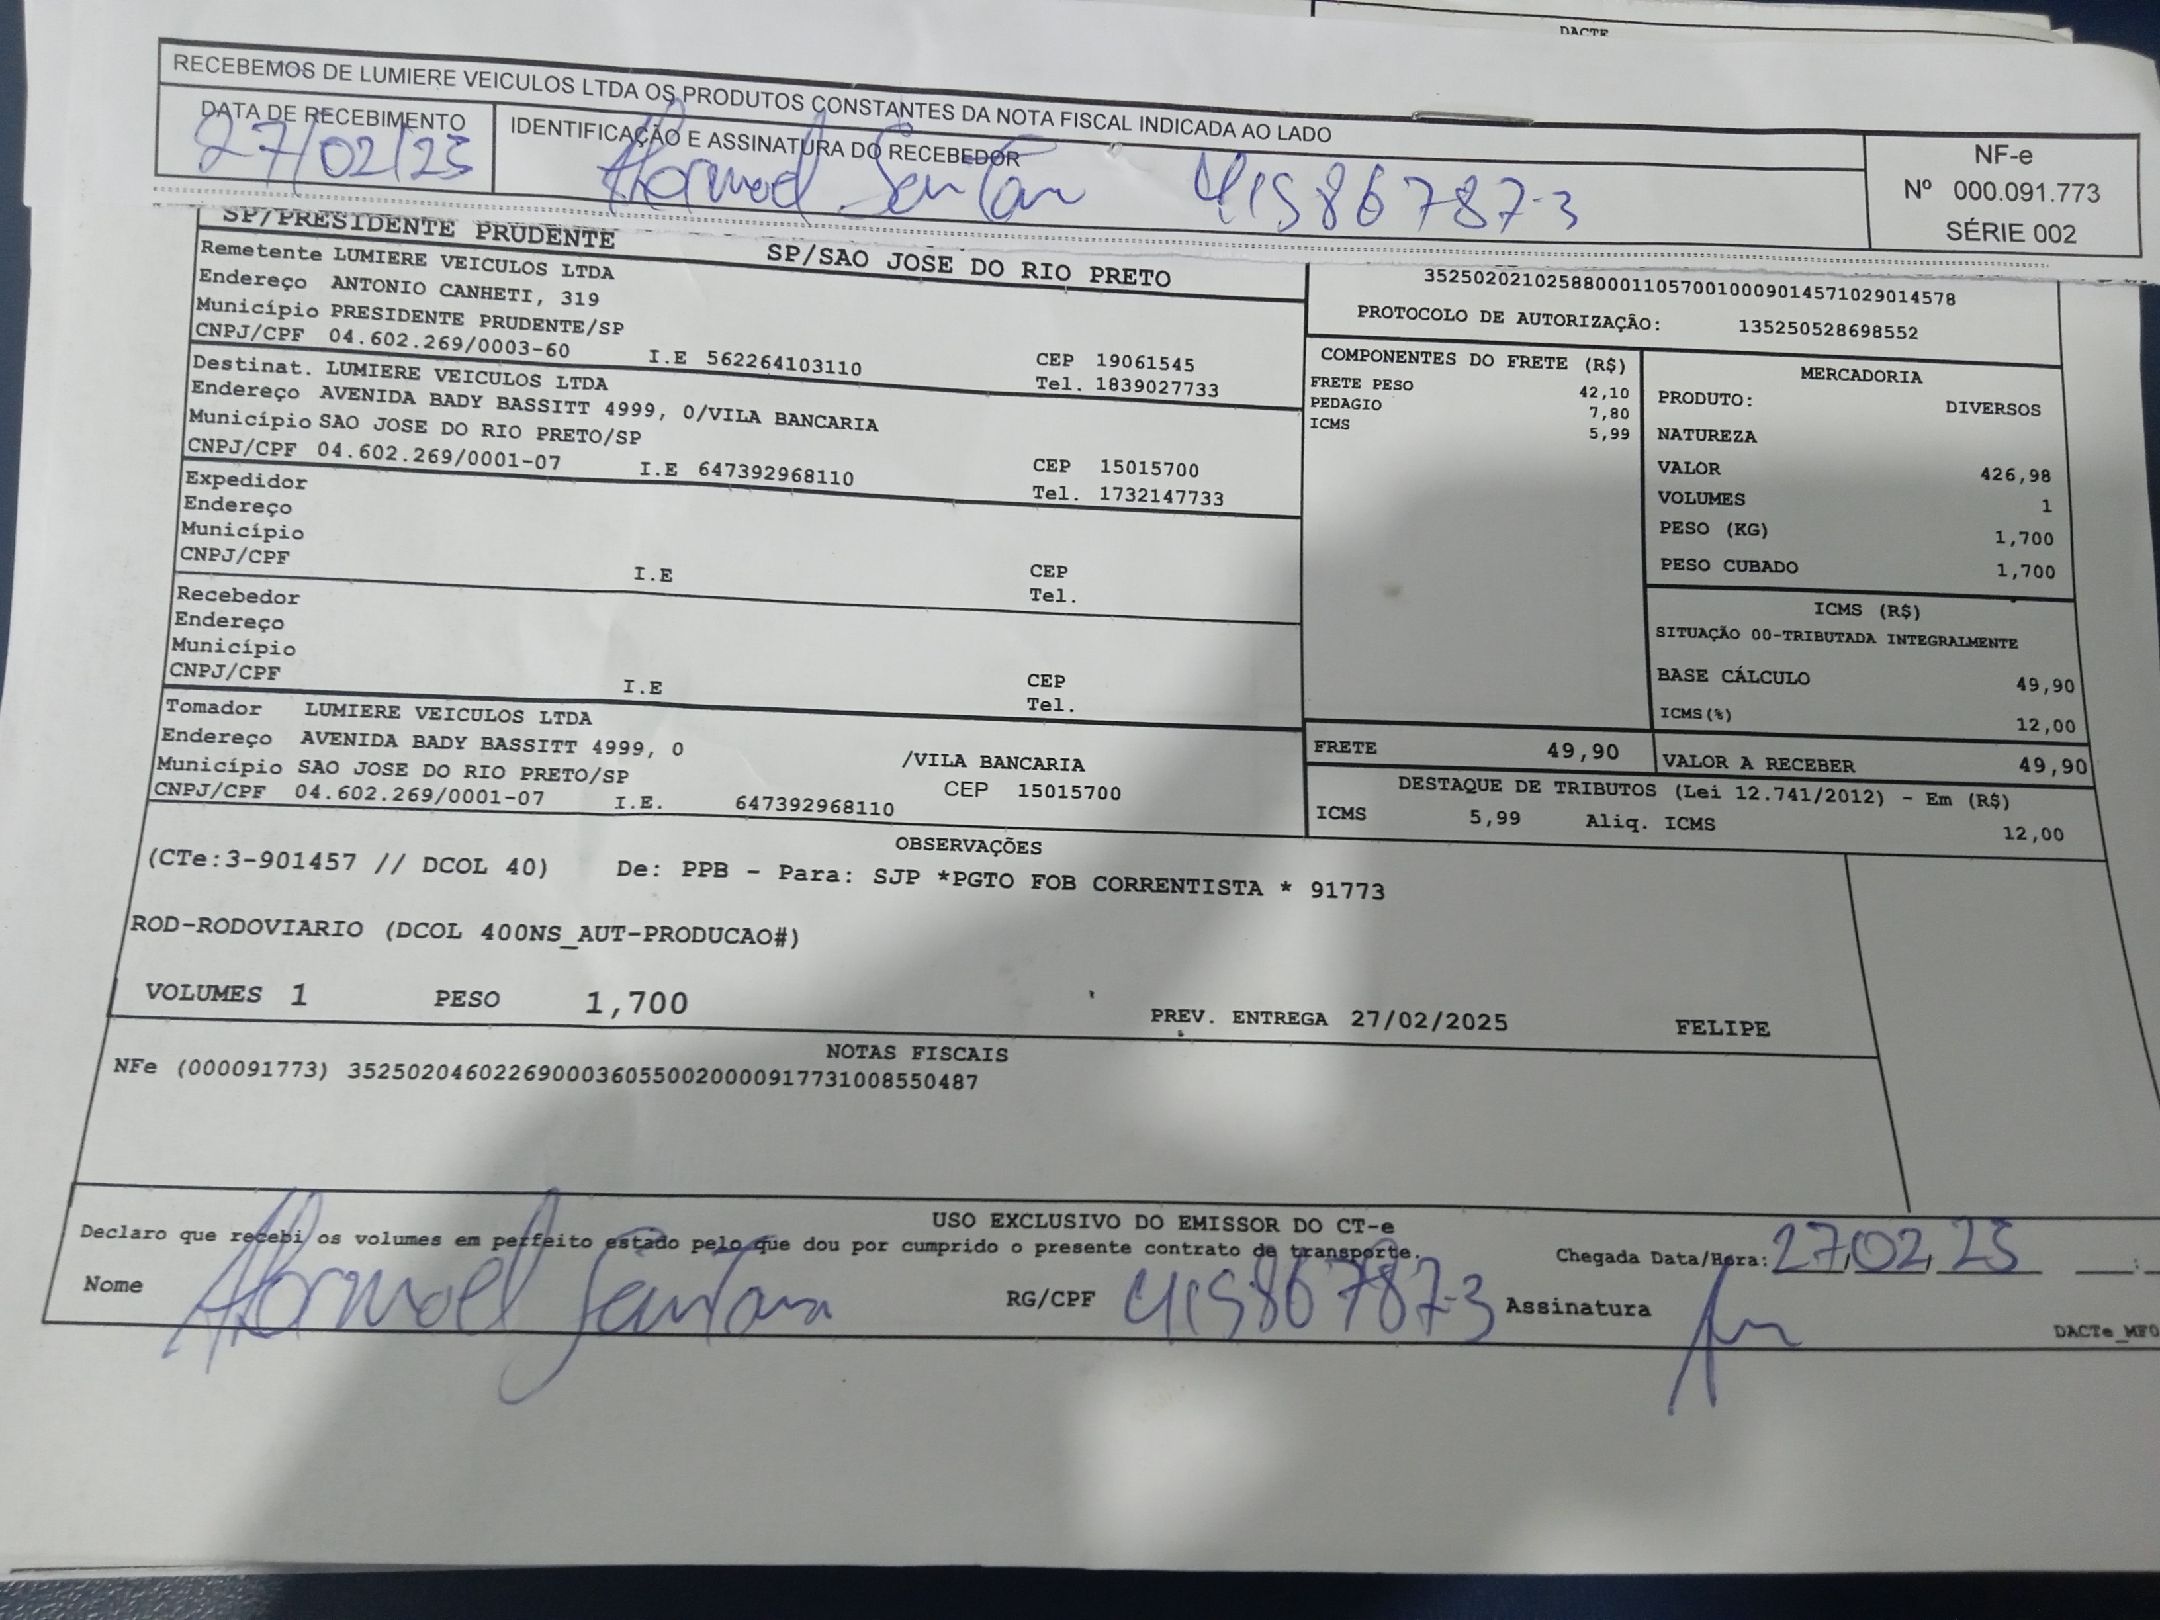 DACTE
RECEBEMOS DE LUMIERE VEICULOS LTDA OS PRODUTOS CONSTANTES DA NOTA FISCAL INDICADA AO LADO
DATA DE RECEBIMENTO
27/02/25
IDENTIFICAÇÃO E ASSINATURA DO RECEBEDOR
41586787-3
NF-e
Nº 000.091.773
SÉRIE 002
SP/PRESIDENTE PRUDENTE SP/SAO JOSE DO RIO PRETO
Remetente LUMIERE VEICULOS LTDA
Endereço ANTONIO CANHETI, 319
Município PRESIDENTE PRUDENTE/SP
CEP 19061545
CNPJ/CPF 04.602.269/0003-60 I.E 562264103110 Tel. 1839027733
Destinat. LUMIERE VEICULOS LTDA
Endereço AVENIDA BADY BASSITT 4999, 0/VILA BANCARIA
Município SAO JOSE DO RIO PRETO/SP
CEP 15015700
CNPJ/CPF 04.602.269/0001-07 I.E 647392968110 Tel. 1732147733
Expedidor
Endereço
Município
CEP
CNPJ/CPF I.E Tel.
Recebedor
Endereço
Município
CEP
CNPJ/CPF I.E Tel.
Tomador LUMIERE VEICULOS LTDA
Endereço AVENIDA BADY BASSITT 4999, 0 /VILA BANCARIA
Município SAO JOSE DO RIO PRETO/SP CEP 15015700
CNPJ/CPF 04.602.269/0001-07 I.E. 647392968110
35250202102588000110570010009014571029014578
PROTOCOLO DE AUTORIZAÇÃO: 135250528698552
COMPONENTES DO FRETE (R$)
FRETE PESO 42,10
PEDAGIO 7,80
ICMS 5,99
MERCADORIA
PRODUTO: DIVERSOS
NATUREZA
VALOR 426,98
VOLUMES 1
PESO (KG) 1,700
PESO CUBADO 1,700
ICMS (R$)
SITUAÇÃO 00-TRIBUTADA INTEGRALMENTE
BASE CÁLCULO 49,90
ICMS(%) 12,00
FRETE 49,90 VALOR A RECEBER 49,90
DESTAQUE DE TRIBUTOS (Lei 12.741/2012) - Em (R$)
ICMS 5,99 Aliq. ICMS 12,00
OBSERVAÇÕES
(CTe:3-901457 // DCOL 40) De: PPB - Para: SJP *PGTO FOB CORRENTISTA * 91773
ROD-RODOVIARIO (DCOL 400NS_AUT-PRODUCAO#)
VOLUMES 1 PESO 1,700 PREV. ENTREGA 27/02/2025 FELIPE
NOTAS FISCAIS
NFe (000091773) 35250204602269000360550020000917731008550487
USO EXCLUSIVO DO EMISSOR DO CT-e
Declaro que recebi os volumes em perfeito estado pelo que dou por cumprido o presente contrato de transporte.
Chegada Data/Hora: 27/02/25
Nome
RG/CPF 41586787-3 Assinatura